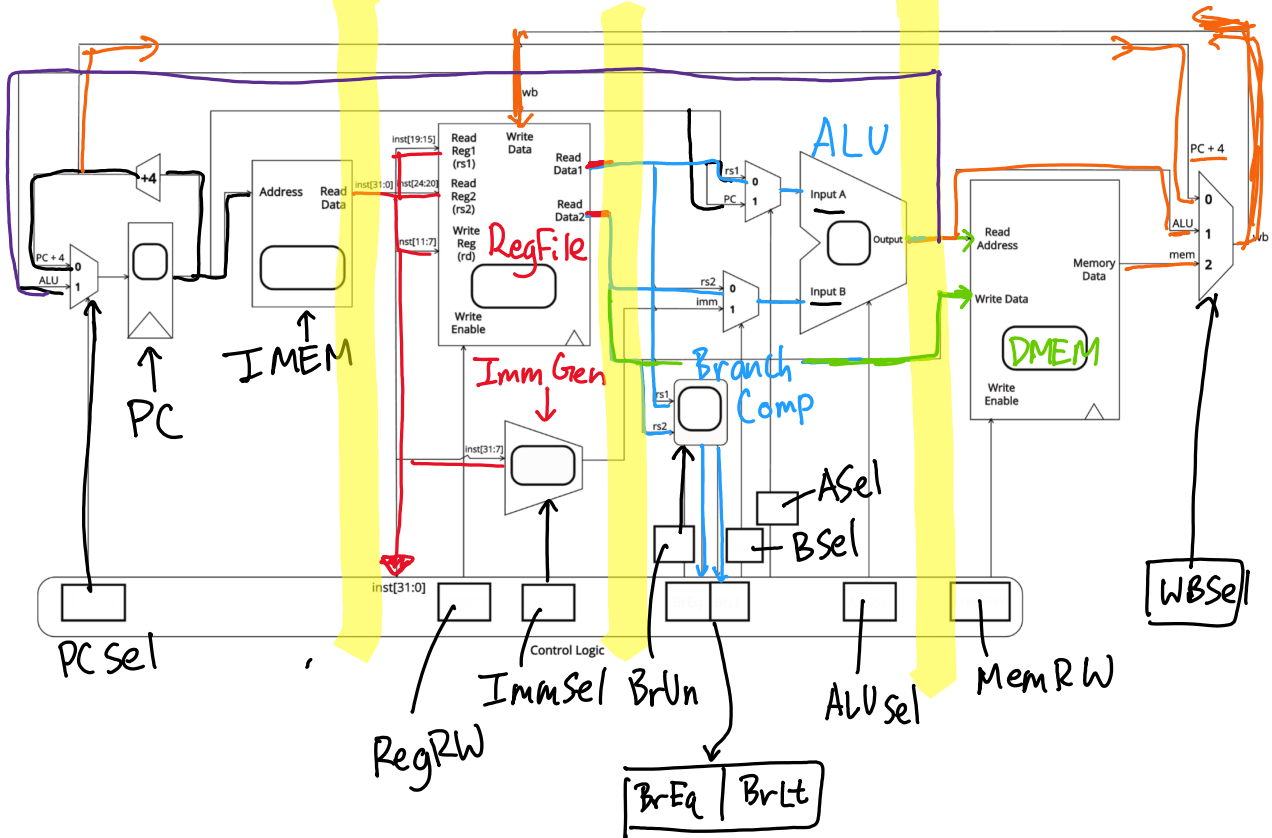 wb
ALU
PC + 4
+4
inst[19:15]
Read
Reg1
(rs1)
Write
Data
Read
Data1
rs1
0
PC
1
Input A
Address
Read
Data
inst[31:0]
inst[24:20]
Read
Reg2
(rs2)
Read
Data2
Write
Reg
(rd)
nst[11:7]
RegFile
Output
Read
Address
0
ALU
1
wb
mem
2
PC + 4
0
ALU
1
rs2
0
imm
1
Input B
Memory
Data
Write Data
Write
Enable
DMEM
IMEM
PC
Imm Gen
Branch
Comp
rs1
rs2
Write
Enable
inst[31:7]
ASel
BSel
inst[31:0]
WBSel
Control Logic
PCSel
ImmSel
BrUn
ALUSel
MemRW
RegRW
BrEq
BrLt